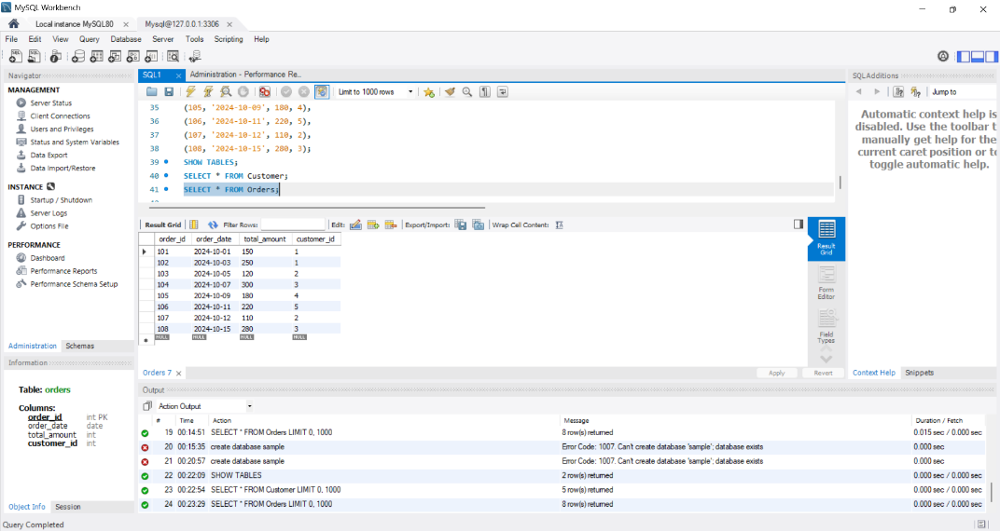 MySQL Workbench
Local instance MySQL80 × Mysql@127.0.0.1:3306 ×
File Edit View Query Database Server Tools Scripting Help
Navigator
MANAGEMENT
Server Status
Client Connections
Users and Privileges
Status and System Variables
Data Export
Data Import/Restore
INSTANCE
Startup / Shutdown
Server Logs
Options File
PERFORMANCE
Dashboard
Performance Reports
Performance Schema Setup
Administration Schemas
Information
Table: orders
Columns:
order_id int PK
order_date date
total_amount int
customer_id int
Object Info Session
Query Completed
SQL1 × Administration - Performance Re...
Limit to 1000 rows
35 (105, '2024-10-09', 180, 4),
36 (106, '2024-10-11', 220, 5),
37 (107, '2024-10-12', 110, 2),
38 (108, '2024-10-15', 280, 3);
39 SHOW TABLES;
40 SELECT * FROM Customer;
41 SELECT * FROM Orders;
Result Grid Filter Rows: Edit: Export/Import: Wrap Cell Content:
order_id order_date total_amount customer_id
101 2024-10-01 150 1
102 2024-10-03 250 1
103 2024-10-05 120 2
104 2024-10-07 300 3
105 2024-10-09 180 4
106 2024-10-11 220 5
107 2024-10-12 110 2
108 2024-10-15 280 3
NULL NULL NULL NULL
Result
Grid
Form
Editor
Field
Types
Orders 7 × Apply Revert
SQLAdditions
Jump to
Automatic context help is
disabled. Use the toolbar t
manually get help for the
current caret position or to
toggle automatic help.
Context Help Snippets
Output
Action Output
# Time Action Message Duration / Fetch
19 00:14:51 SELECT * FROM Orders LIMIT 0, 1000 8 row(s) returned 0.015 sec / 0.000 sec
20 00:15:35 create database sample Error Code: 1007. Can't create database 'sample'; database exists 0.000 sec
21 00:20:57 create database sample Error Code: 1007. Can't create database 'sample'; database exists 0.000 sec
22 00:22:09 SHOW TABLES 2 row(s) returned 0.000 sec / 0.000 sec
23 00:22:54 SELECT * FROM Customer LIMIT 0, 1000 5 row(s) returned 0.000 sec / 0.000 sec
24 00:23:29 SELECT * FROM Orders LIMIT 0, 1000 8 row(s) returned 0.000 sec / 0.000 sec